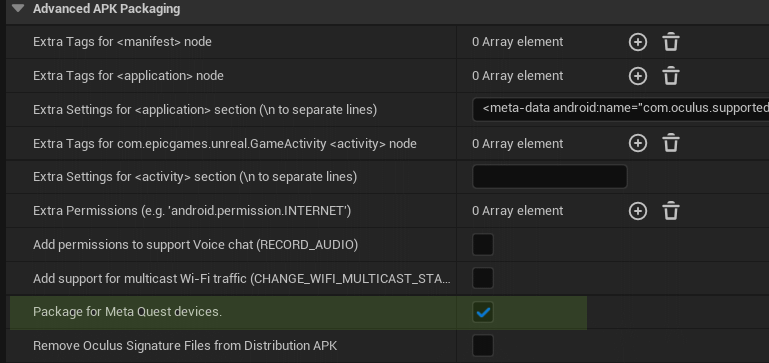 Advanced APK Packaging
Extra Tags for <manifest> node 0 Array element
Extra Tags for <application> node 0 Array element
Extra Settings for <application> section (\n to separate lines) <meta-data android:name="com.oculus.supported
Extra Tags for com.epicgames.unreal.GameActivity <activity> node 0 Array element
Extra Settings for <activity> section (\n to separate lines)
Extra Permissions (e.g. 'android.permission.INTERNET') 0 Array element
Add permissions to support Voice chat (RECORD_AUDIO)
Add support for multicast Wi-Fi traffic (CHANGE_WIFI_MULTICAST_STA...
Package for Meta Quest devices.
Remove Oculus Signature Files from Distribution APK